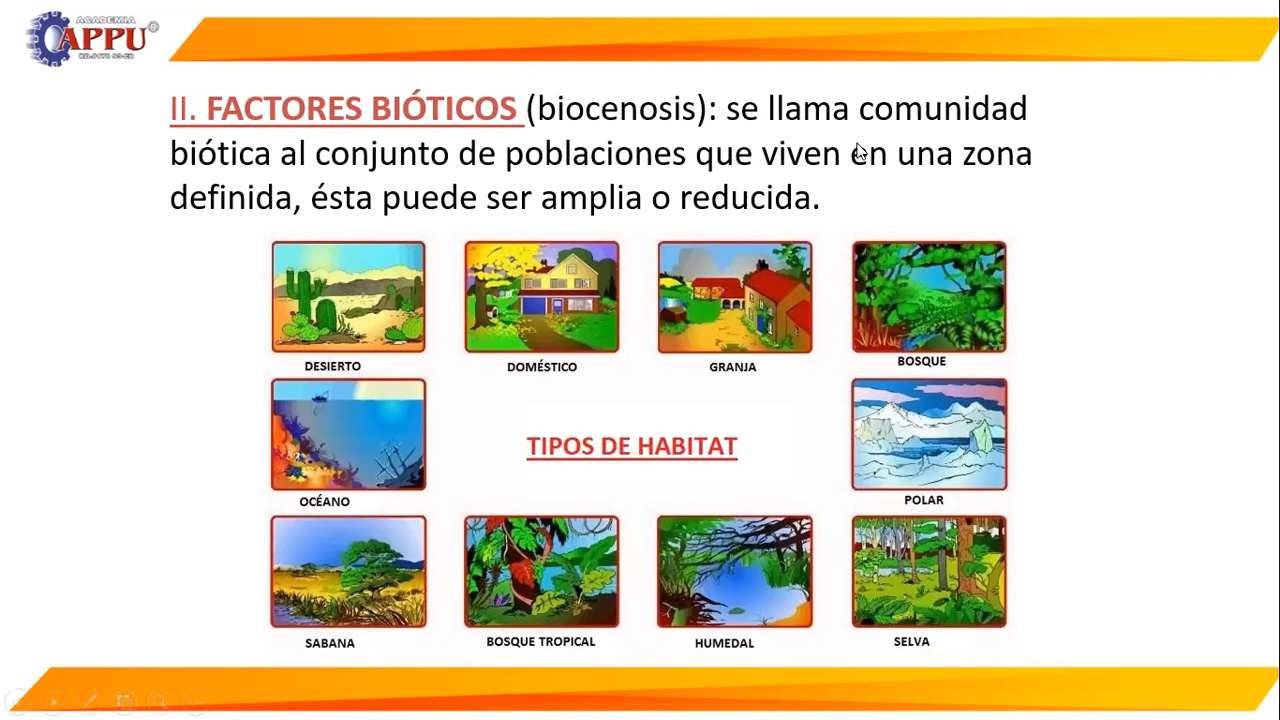 ACADEMIA
APPU
II. FACTORES BIÓTICOS (biocenosis): se llama comunidad
biótica al conjunto de poblaciones que viven en una zona
definida, ésta puede ser amplia o reducida.
DESIERTO
DOMÉSTICO
GRANJA
BOSQUE
TIPOS DE HABITAT
OCÉANO
POLAR
SABANA
BOSQUE TROPICAL
HUMEDAL
SELVA